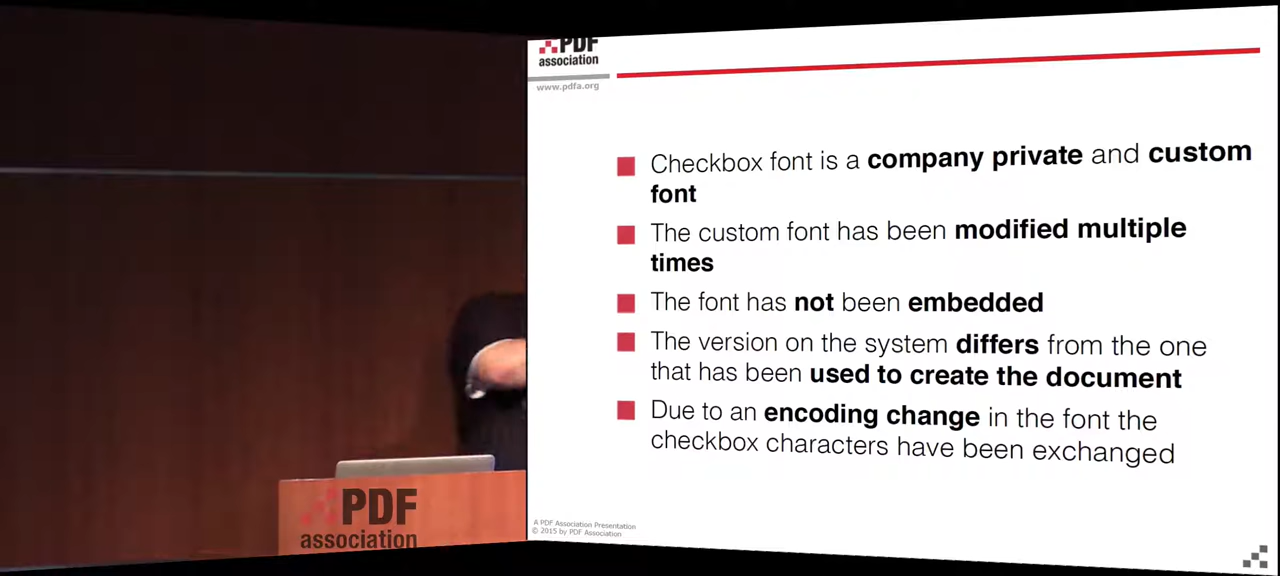 PDF
association
www.pdfa.org
Checkbox font is a company private and custom
font
The custom font has been modified multiple
times
The font has not been embedded
The version on the system differs from the one
that has been used to create the document
Due to an encoding change in the font the
checkbox characters have been exchanged
A PDF Association Presentation
© 2015 by PDF Association
PDF
association